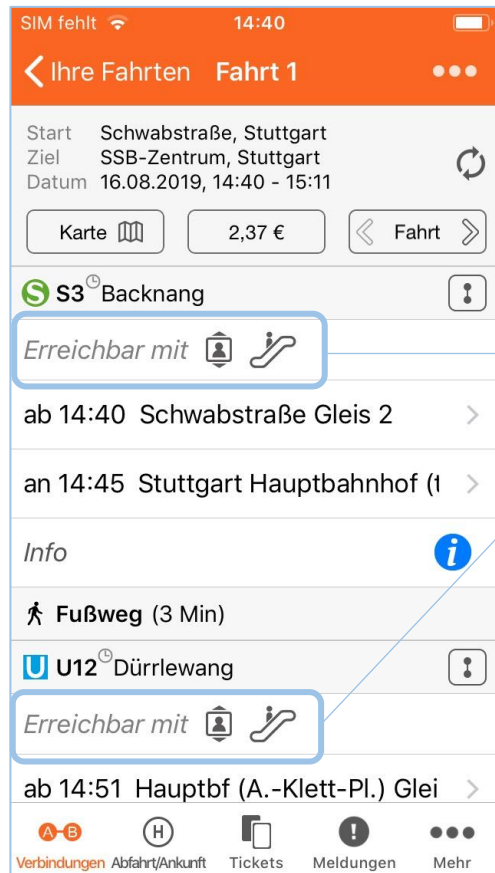 SIM fehlt 14:40
Ihre Fahrten Fahrt 1
Start Schwabstraße, Stuttgart
Ziel SSB-Zentrum, Stuttgart
Datum 16.08.2019, 14:40 - 15:11
Karte 2,37 € Fahrt
S S3 Backnang
Erreichbar mit
ab 14:40 Schwabstraße Gleis 2
an 14:45 Stuttgart Hauptbahnhof (t
Info i
Fußweg (3 Min)
U U12 Dürrlewang
Erreichbar mit
ab 14:51 Hauptbf (A.-Klett-Pl.) Glei
A-B H !
Verbindungen Abfahrt/Ankunft Tickets Meldungen Mehr